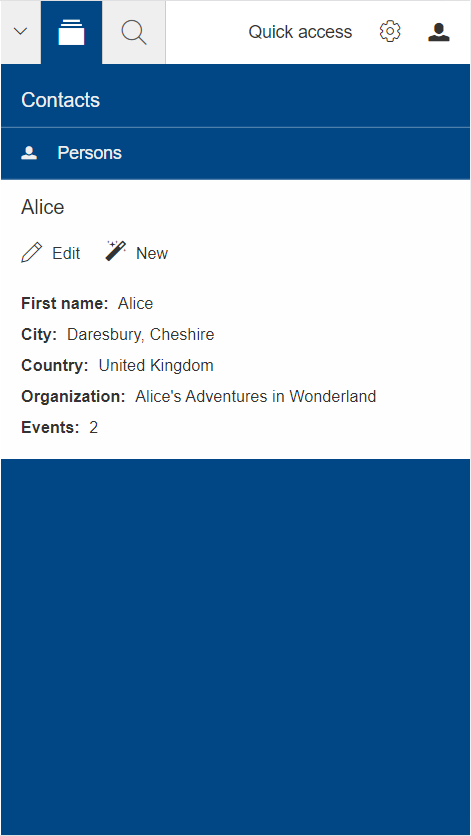 Quick access
Contacts
Persons
Alice
Edit New
First name: Alice
City: Daresbury, Cheshire
Country: United Kingdom
Organization: Alice's Adventures in Wonderland
Events: 2